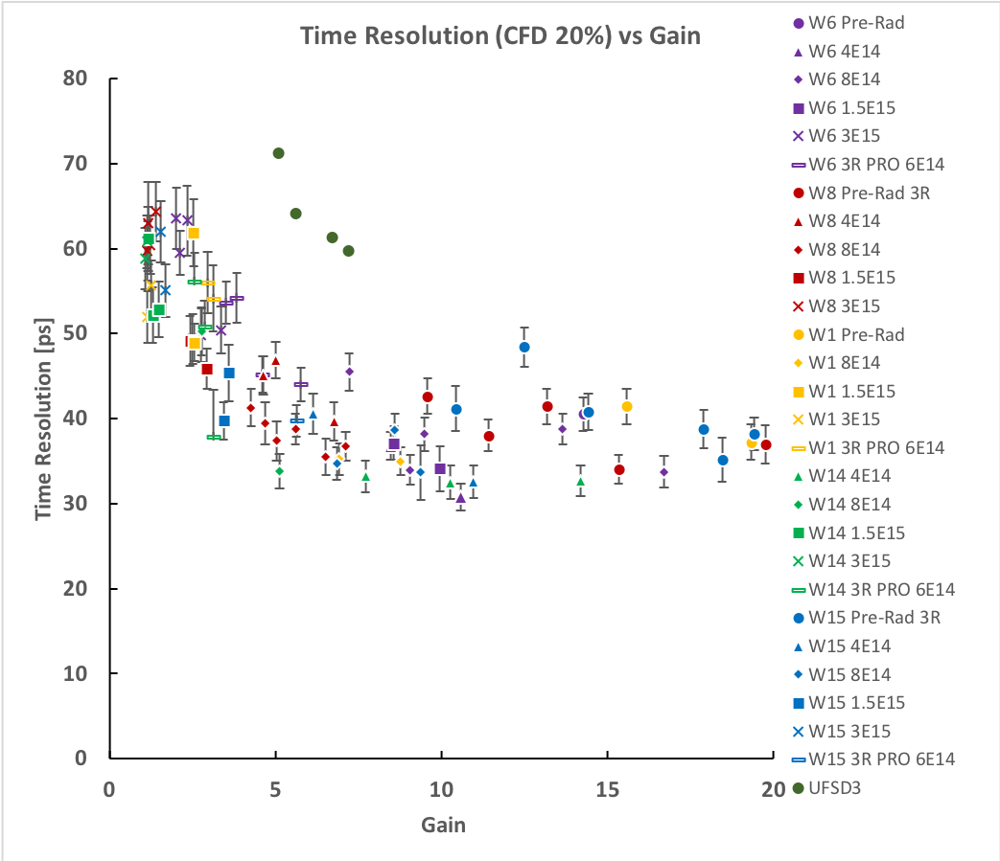 Time Resolution (CFD 20%) vs Gain
Time Resolution [ps]
80
70
60
50
40
30
20
10
0
0 5 10 15 20
Gain
W6 Pre-Rad
W6 4E14
W6 8E14
W6 1.5E15
W6 3E15
W6 3R PRO 6E14
W8 Pre-Rad 3R
W8 4E14
W8 8E14
W8 1.5E15
W8 3E15
W1 Pre-Rad
W1 8E14
W1 1.5E15
W1 3E15
W1 3R PRO 6E14
W14 4E14
W14 8E14
W14 1.5E15
W14 3E15
W14 3R PRO 6E14
W15 Pre-Rad 3R
W15 4E14
W15 8E14
W15 1.5E15
W15 3E15
W15 3R PRO 6E14
UFSD3